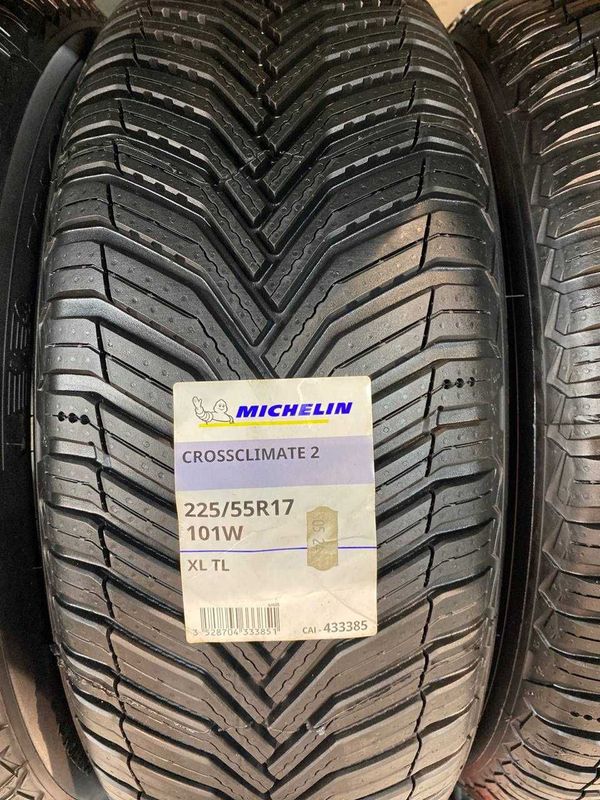 MICHELIN
CROSSCLIMATE 2
225/55R17
101W
XL TL
3 528704 333851
CAI - 433385